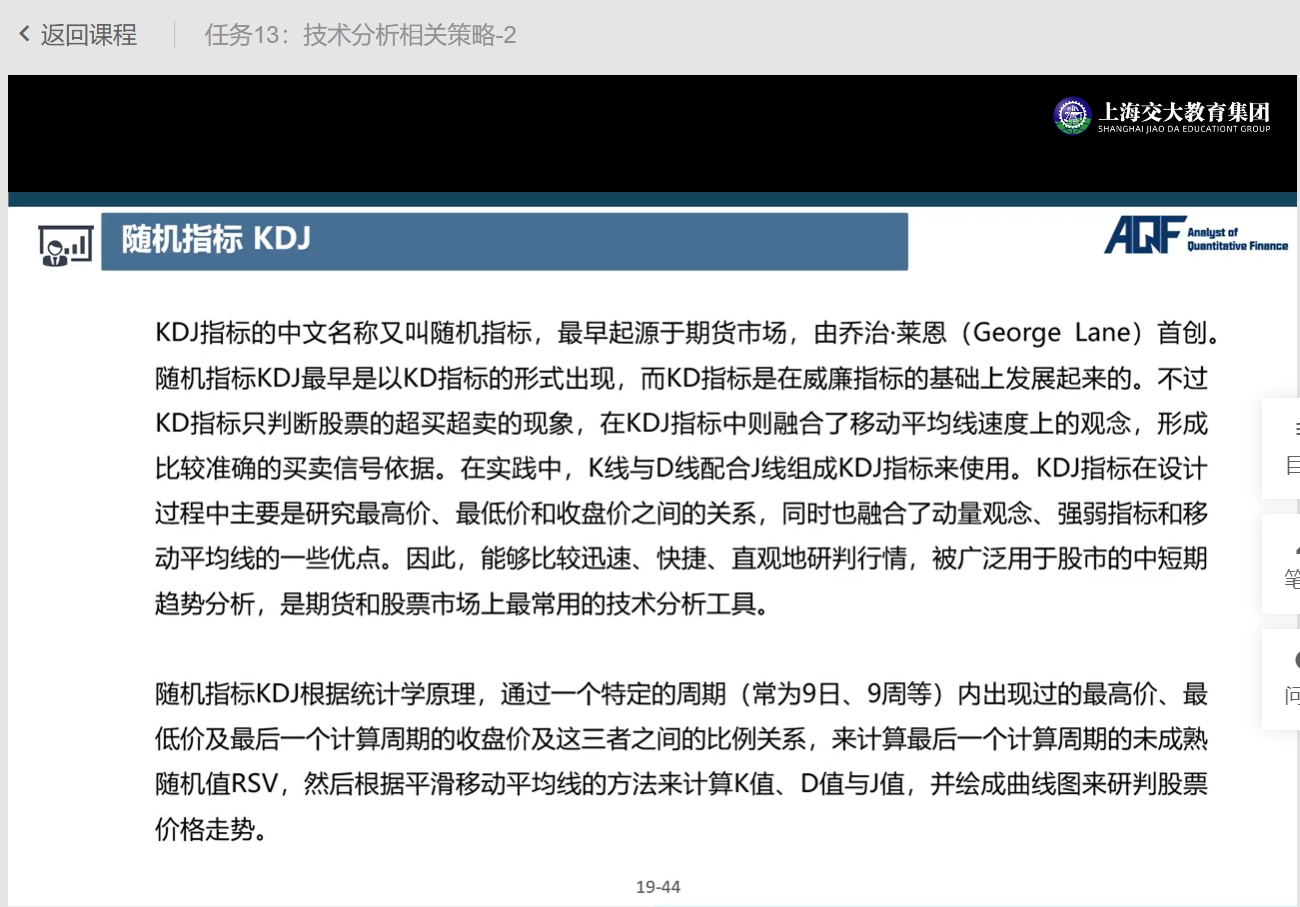 返回课程
任务13：技术分析相关策略-2
上海交大教育集团
SHANGHAI JIAO DA EDUCATIONT GROUP
随机指标 KDJ
AQF Analyst of
Quantitative Finance
KDJ指标的中文名称又叫随机指标，最早起源于期货市场，由乔治·莱恩（George Lane）首创。
随机指标KDJ最早是以KD指标的形式出现，而KD指标是在威廉指标的基础上发展起来的。不过
KD指标只判断股票的超买超卖的现象，在KDJ指标中则融合了移动平均线速度上的观念，形成
比较准确的买卖信号依据。在实践中，K线与D线配合J线组成KDJ指标来使用。KDJ指标在设计
过程中主要是研究最高价、最低价和收盘价之间的关系，同时也融合了动量观念、强弱指标和移
动平均线的一些优点。因此，能够比较迅速、快捷、直观地研判行情，被广泛用于股市的中短期
趋势分析，是期货和股票市场上最常用的技术分析工具。
目
笔
问
随机指标KDJ根据统计学原理，通过一个特定的周期（常为9日、9周等）内出现过的最高价、最
低价及最后一个计算周期的收盘价及这三者之间的比例关系，来计算最后一个计算周期的未成熟
随机值RSV，然后根据平滑移动平均线的方法来计算K值、D值与J值，并绘成曲线图来研判股票
价格走势。
19-44